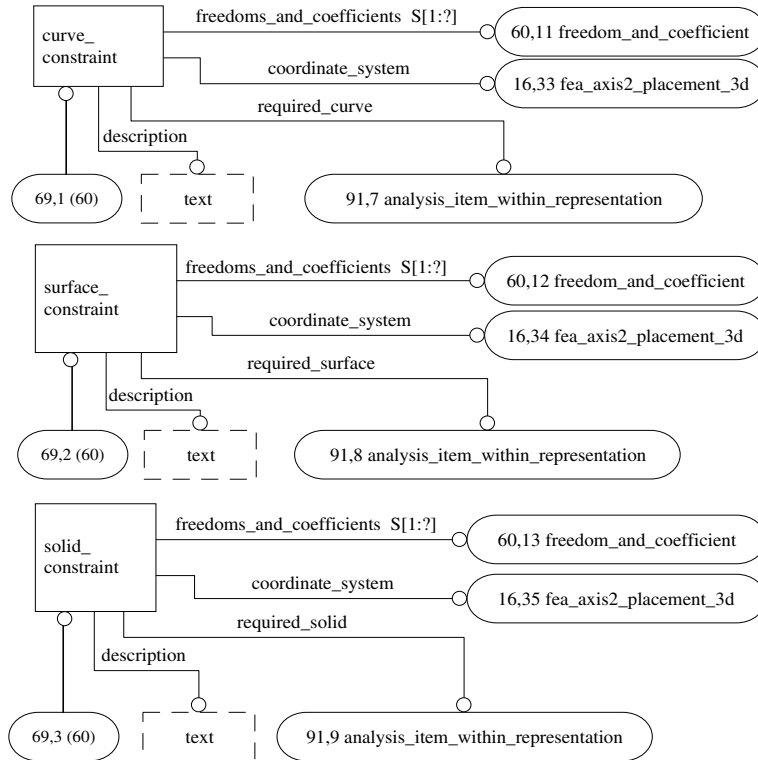 freedoms_and_coefficients S[1:?]
curve_
constraint
60,11 freedom_and_coefficient
coordinate_system
16,33 fea_axis2_placement_3d
required_curve
description
69,1 (60)
text
91,7 analysis_item_within_representation
freedoms_and_coefficients S[1:?]
60,12 freedom_and_coefficient
surface_
constraint
coordinate_system
16,34 fea_axis2_placement_3d
required_surface
description
69,2 (60)
text
91,8 analysis_item_within_representation
freedoms_and_coefficients S[1:?]
60,13 freedom_and_coefficient
solid_
constraint
coordinate_system
16,35 fea_axis2_placement_3d
required_solid
description
69,3 (60)
text
91,9 analysis_item_within_representation